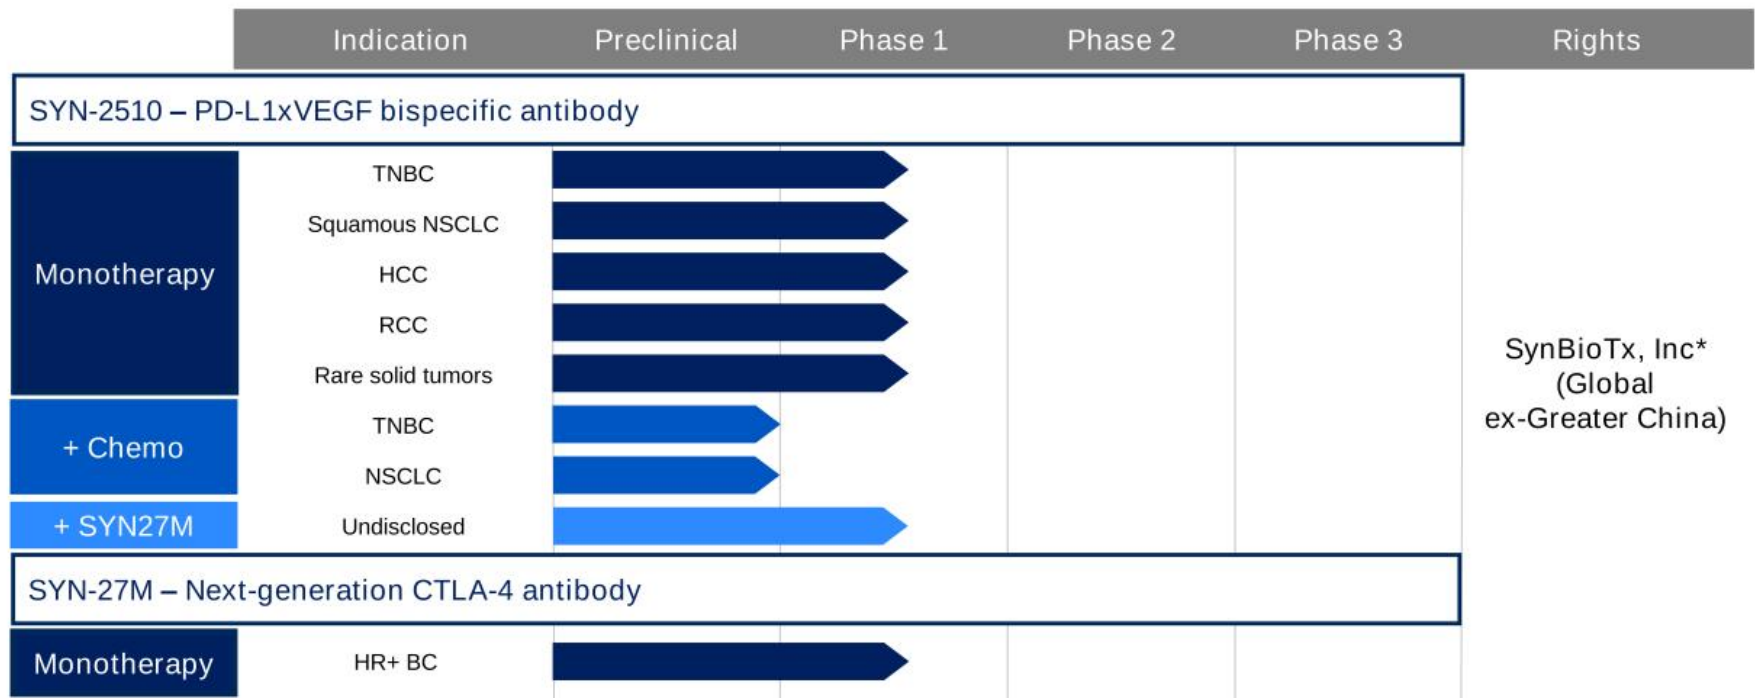 Indication Preclinical Phase 1 Phase 2 Phase 3 Rights
SYN-2510 – PD-L1xVEGF bispecific antibody
Monotherapy
TNBC
Squamous NSCLC
HCC
RCC
Rare solid tumors
+ Chemo
TNBC
NSCLC
+ SYN27M
Undisclosed
SynBioTx, Inc*
(Global
ex-Greater China)
SYN-27M – Next-generation CTLA-4 antibody
Monotherapy
HR+ BC